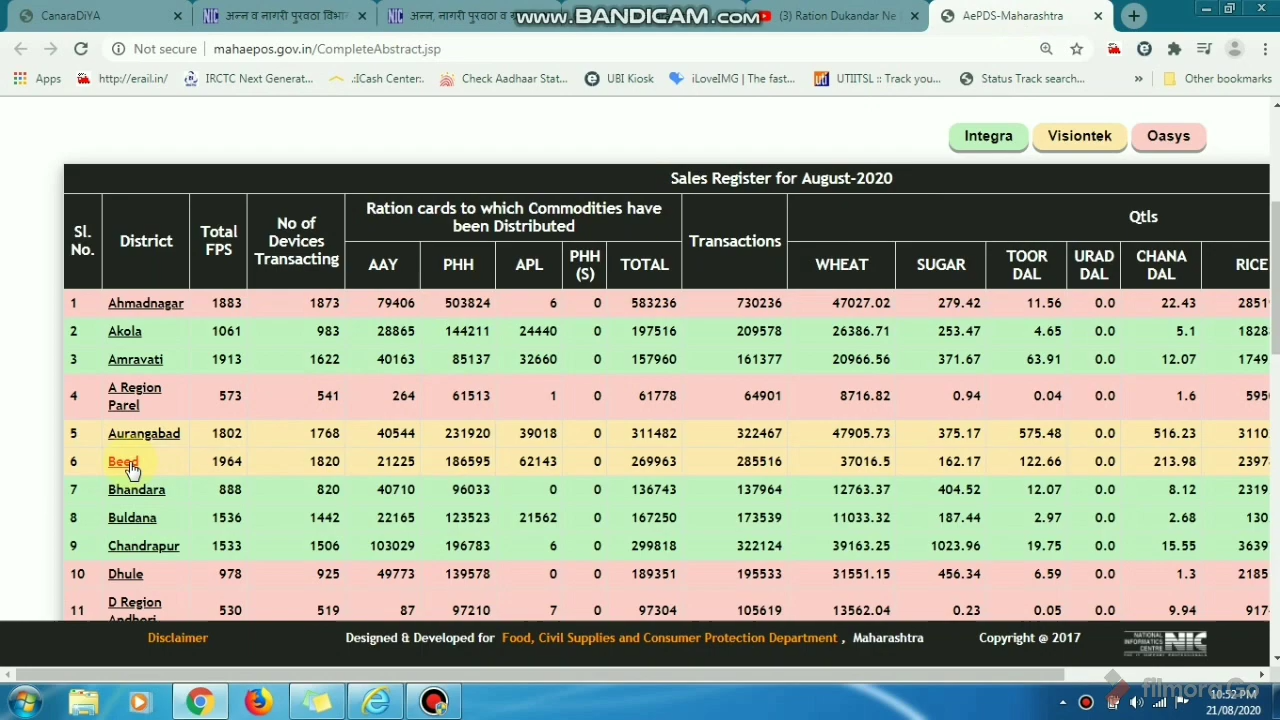 CanaraDiYA
अन्न व नागरी पुरवठा विभा
अन्न, नागरी पुरवठा व
www.BANDICAM.com
(3) Ration Dukandar Ne
AePDS-Maharashtra
Not secure mahaepos.gov.in/CompleteAbstract.jsp
Apps http://erail.in/ IRCTC Next Generat... .:ICash Center:. Check Aadhaar Stat... UBI Kiosk iLoveIMG | The fast... UTIITSL :: Track you... Status Track search... » Other bookmarks
Integra Visiontek Oasys
Sales Register for August-2020
Sl. No. District Total FPS No of Devices Transacting Ration cards to which Commodities have been Distributed Transactions Qtls
AAY PHH APL PHH (S) TOTAL WHEAT SUGAR TOOR DAL URAD DAL CHANA DAL RICE
1 Ahmadnagar 1883 1873 79406 503824 6 0 583236 730236 47027.02 279.42 11.56 0.0 22.43 2851
2 Akola 1061 983 28865 144211 24440 0 197516 209578 26386.71 253.47 4.65 0.0 5.1 1828
3 Amravati 1913 1622 40163 85137 32660 0 157960 161377 20966.56 371.67 63.91 0.0 12.07 1749
4 A Region Parel 573 541 264 61513 1 0 61778 64901 8716.82 0.94 0.04 0.0 1.6 595
5 Aurangabad 1802 1768 40544 231920 39018 0 311482 322467 47905.73 375.17 575.48 0.0 516.23 3110
6 Beed 1964 1820 21225 186595 62143 0 269963 285516 37016.5 162.17 122.66 0.0 213.98 2397
7 Bhandara 888 820 40710 96033 0 0 136743 137964 12763.37 404.52 12.07 0.0 8.12 2319
8 Buldana 1536 1442 22165 123523 21562 0 167250 173539 11033.32 187.44 2.97 0.0 2.68 130
9 Chandrapur 1533 1506 103029 196783 6 0 299818 322124 39163.25 1023.96 19.75 0.0 15.55 3639
10 Dhule 978 925 49773 139578 0 0 189351 195533 31551.15 456.34 6.59 0.0 1.3 2185
11 D Region Andheri 530 519 87 97210 7 0 97304 105619 13562.04 0.23 0.05 0.0 9.94 917
Disclaimer Designed & Developed for Food, Civil Supplies and Consumer Protection Department , Maharashtra Copyright @ 2017 NATIONAL INFORMATICS CENTRE NIC
filmora
10:52 PM
21/08/2020